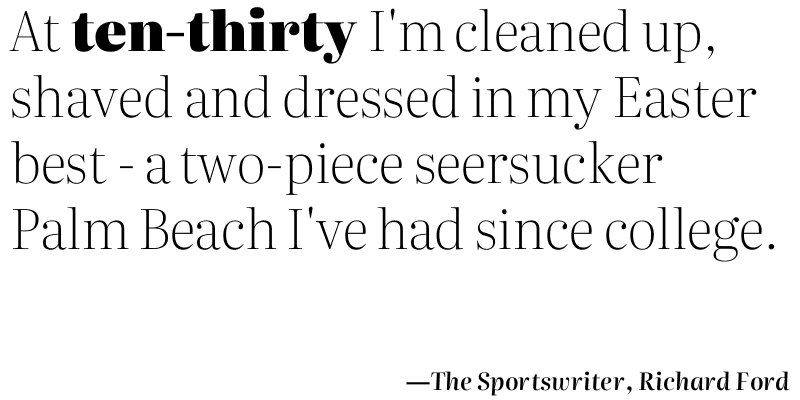 At ten-thirty I'm cleaned up,
shaved and dressed in my Easter
best - a two-piece seersucker
Palm Beach I've had since college.
—The Sportswriter, Richard Ford